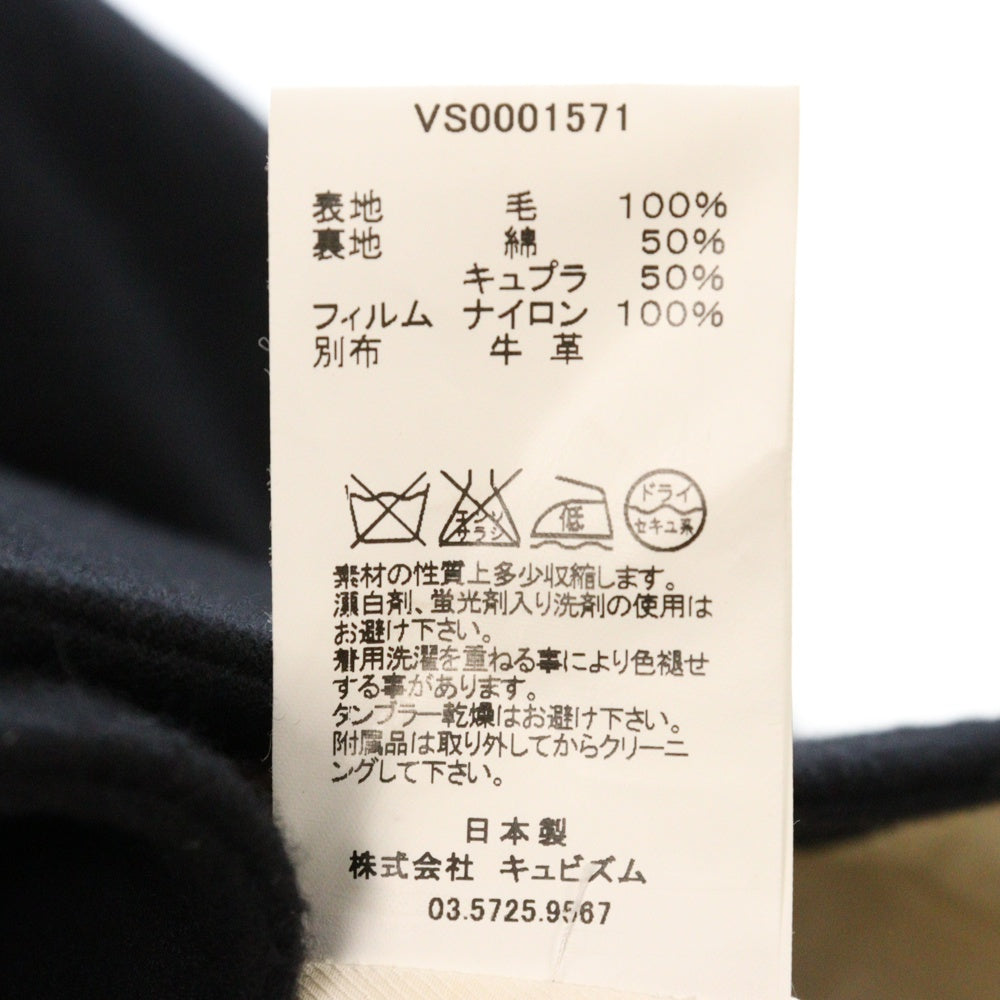 VS0001571
表地 毛 100%
裏地 綿 50%
キュプラ 50%
フィルム ナイロン 100%
別布 牛革
エンソ
サラシ
低
ドライ
セキユ系
素材の性質上多少収縮します。
漂白剤、蛍光剤入り洗剤の使用は
お避け下さい。
着用洗濯を重ねる事により色褪せ
する事があります。
タンブラー乾燥はお避け下さい。
附属品は取り外してからクリーニ
ングして下さい。
日本製
株式会社 キュビズム
03.5725.9567